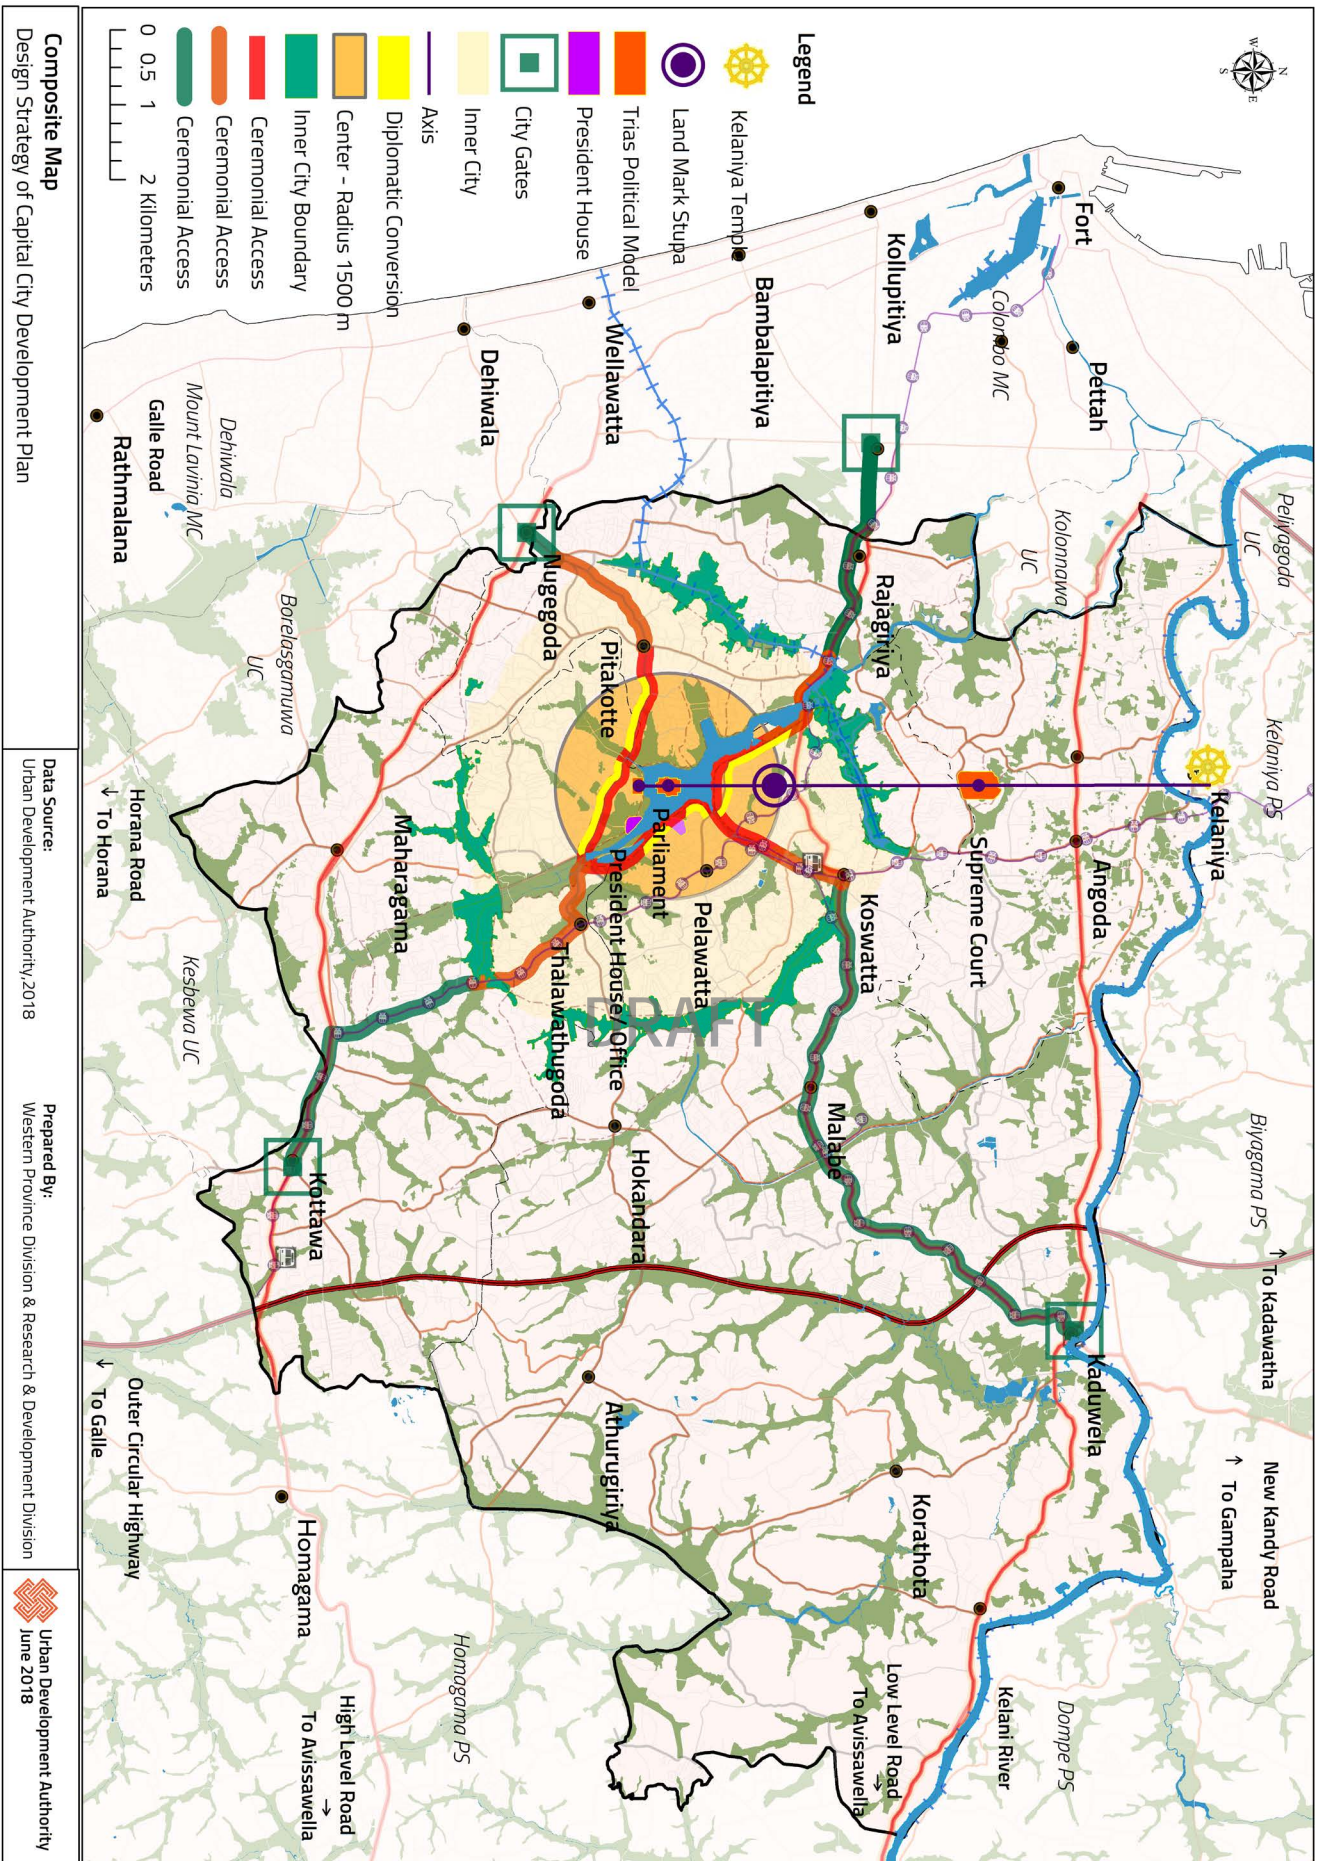 Composite Map
Design Strategy of Capital City Development Plan
Data Source:
Urban Development Authority,2018
Prepared By:
Western Province Division & Research & Development Division
Urban Development Authority
June 2018
Legend
Kelaniya Temple
Land Mark Stupa
Trias Political Model
President House
City Gates
Inner City
Axis
Diplomatic Conversion
Center - Radius 1500 m
Inner City Boundary
Ceremonial Access
Ceremonial Access
Ceremonial Access
0 0.5 1 2 Kilometers
N
E
S
W
Fort
Pettah
Colombo MC
Kollupitiya
Bambalapitiya
Wellawatta
Dehiwala
Dehiwala
Mount Lavinia MC
Galle Road
Rathmalana
Peliyagoda
UC
Kolonnawa
UC
Kelaniya PS
Kelaniya
Rajagiriya
Nugegoda
Pitakotte
Borelasgamuwa
UC
Angoda
Supreme Court
Koswatta
Parliament
Pelawatta
President House/ Office
Thalawathugoda
Maharagama
Horana Road
→ To Horana
Kesbewa UC
DRAFT
Biyagama PS
← To Kadawatha
Malabe
Hokandara
Kottawa
Kaduwela
New Kandy Road
← To Gampaha
Athurugiriya
Korathota
Outer Circular Highway
→ To Galle
Homagama
Homagama PS
High Level Road
To Avissawella
→
Low Level Road
To Avissawella
→
Kelani River
Dompe PS